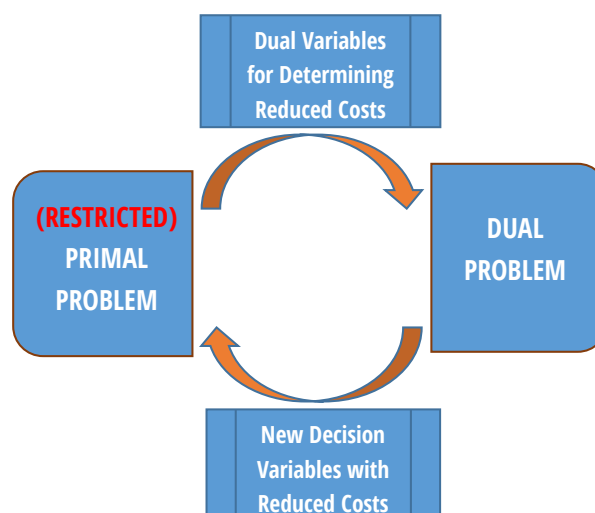 Dual Variables
for Determining
Reduced Costs
(RESTRICTED)
PRIMAL
PROBLEM
DUAL
PROBLEM
New Decision
Variables with
Reduced Costs